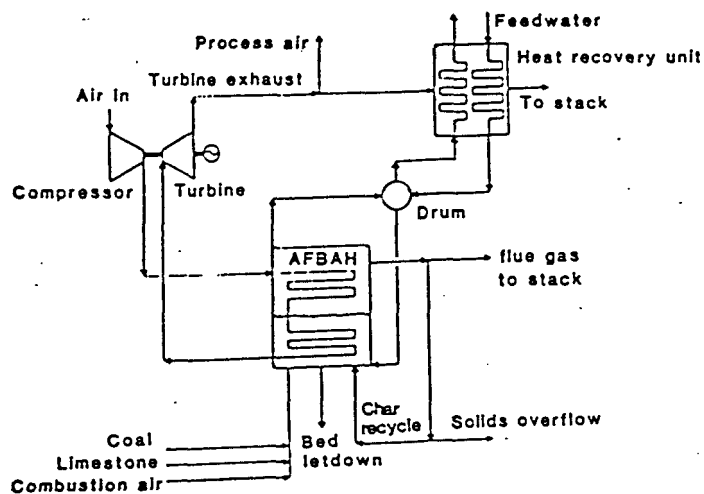 Feedwater
Process air
Heat recovery unit
Turbine exhaust
Air in
To stack
Compressor
Turbine
Drum
AFBAH
flue gas
to stack
Char
recycle
Solids overflow
Coal
Bed
letdown
Limestone
Combustion air